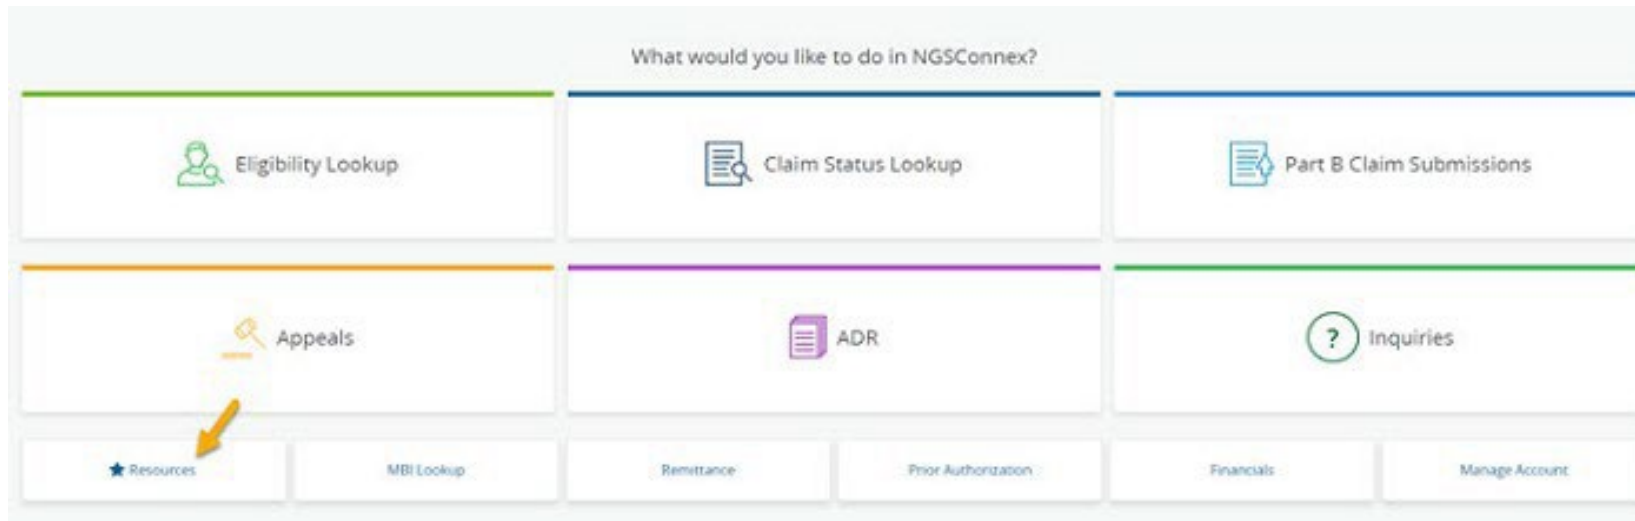 What would you like to do in NGSConnex?
Eligibility Lookup
Claim Status Lookup
Part B Claim Submissions
Appeals
ADR
? Inquiries
Resources
MBI Lookup
Remittance
Prior Authorization
Financials
Manage Account